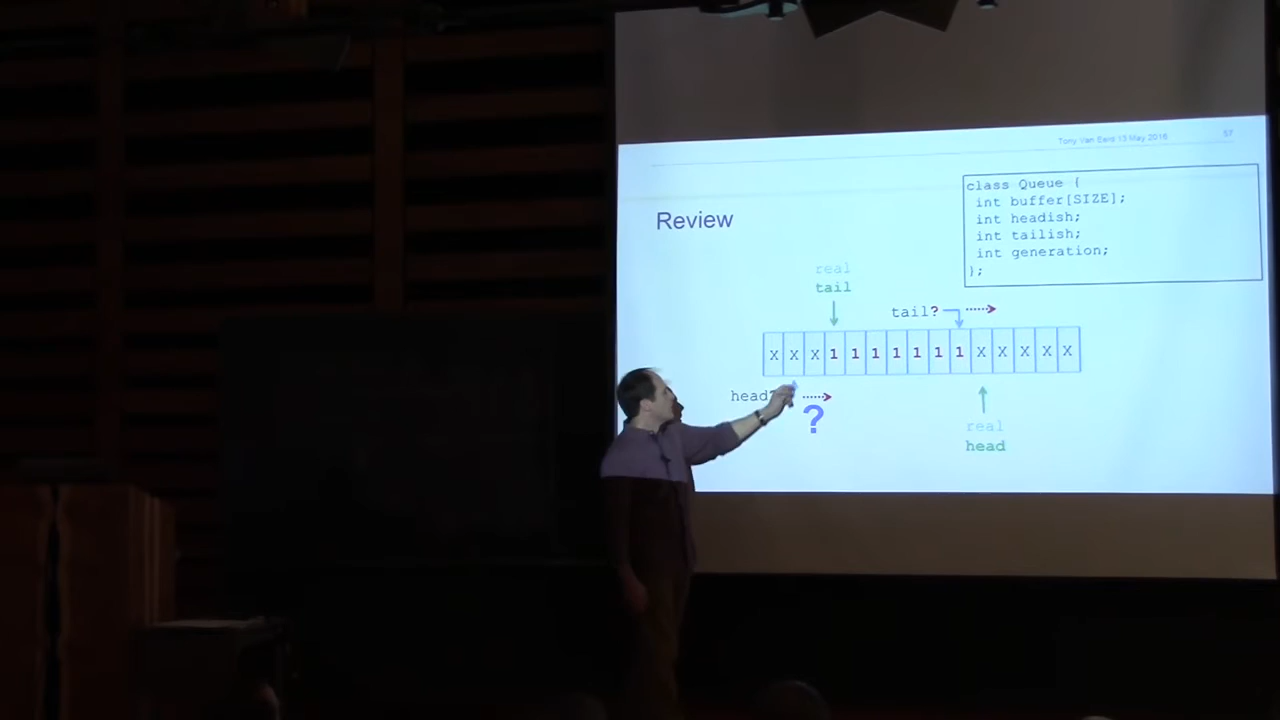 Tony Van Eerd 15 May 2016 57
class Queue {
int buffer[SIZE];
int headish;
int tailish;
int generation;
};
Review
real
tail
tail?
X X X 1 1 1 1 1 1 1 X X X X X
head?
?
real
head